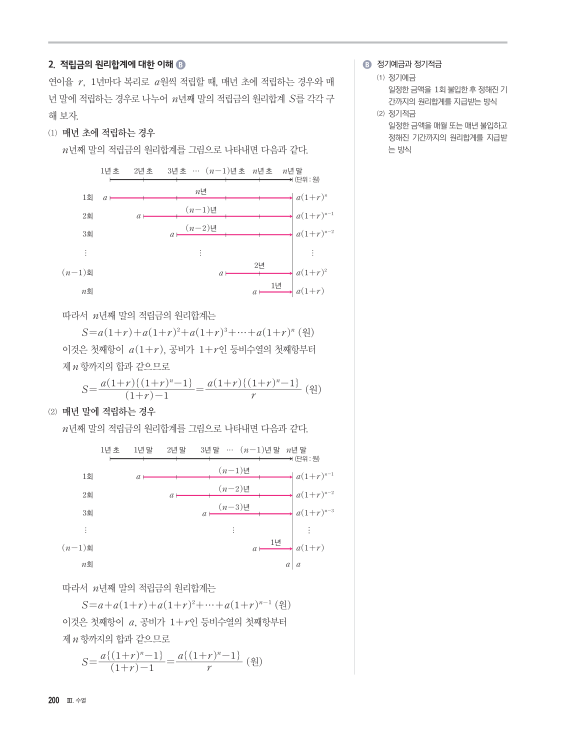 2. 적립금의 원리합계에 대한 이해 B
연이율 r, 1년마다 복리로 a원씩 적립할 때, 매년 초에 적립하는 경우와 매
년 말에 적립하는 경우로 나누어 n년째 말의 적립금의 원리합계 S를 각각 구
해 보자.
⑴ 매년 초에 적립하는 경우
n년째 말의 적립금의 원리합계를 그림으로 나타내면 다음과 같다.
1년 초 2년 초 3년 초 … (n-1)년 초 n년 초 n년 말
(단위 : 원)
n년
1회 a a(1+r)ⁿ
(n-1)년
2회 a a(1+r)ⁿ⁻¹
(n-2)년
3회 a a(1+r)ⁿ⁻²
⋮ ⋮ ⋮
2년
(n-1)회 a a(1+r)²
1년
n회 a a(1+r)
따라서 n년째 말의 적립금의 원리합계는
S=a(1+r)+a(1+r)²+a(1+r)³+⋯+a(1+r)ⁿ (원)
이것은 첫째항이 a(1+r), 공비가 1+r인 등비수열의 첫째항부터
제 n 항까지의 합과 같으므로
S=a(1+r){(1+r)ⁿ-1}/(1+r)-1=a(1+r){(1+r)ⁿ-1}/r (원)
⑵ 매년 말에 적립하는 경우
n년째 말의 적립금의 원리합계를 그림으로 나타내면 다음과 같다.
1년 초 1년 말 2년 말 3년 말 … (n-1)년 말 n년 말
(단위 : 원)
(n-1)년
1회 a a(1+r)ⁿ⁻¹
(n-2)년
2회 a a(1+r)ⁿ⁻²
(n-3)년
3회 a a(1+r)ⁿ⁻³
⋮ ⋮ ⋮
1년
(n-1)회 a a(1+r)
n회 a a
따라서 n년째 말의 적립금의 원리합계는
S=a+a(1+r)+a(1+r)²+⋯+a(1+r)ⁿ⁻¹ (원)
이것은 첫째항이 a, 공비가 1+r인 등비수열의 첫째항부터
제 n 항까지의 합과 같으므로
S=a{(1+r)ⁿ-1}/(1+r)-1=a{(1+r)ⁿ-1}/r (원)
B 정기예금과 정기적금
⑴ 정기예금
일정한 금액을 1회 불입한 후 정해진 기
간까지의 원리합계를 지급받는 방식
⑵ 정기적금
일정한 금액을 매월 또는 매년 불입하고
정해진 기간까지의 원리합계를 지급받
는 방식
200 Ⅲ. 수열